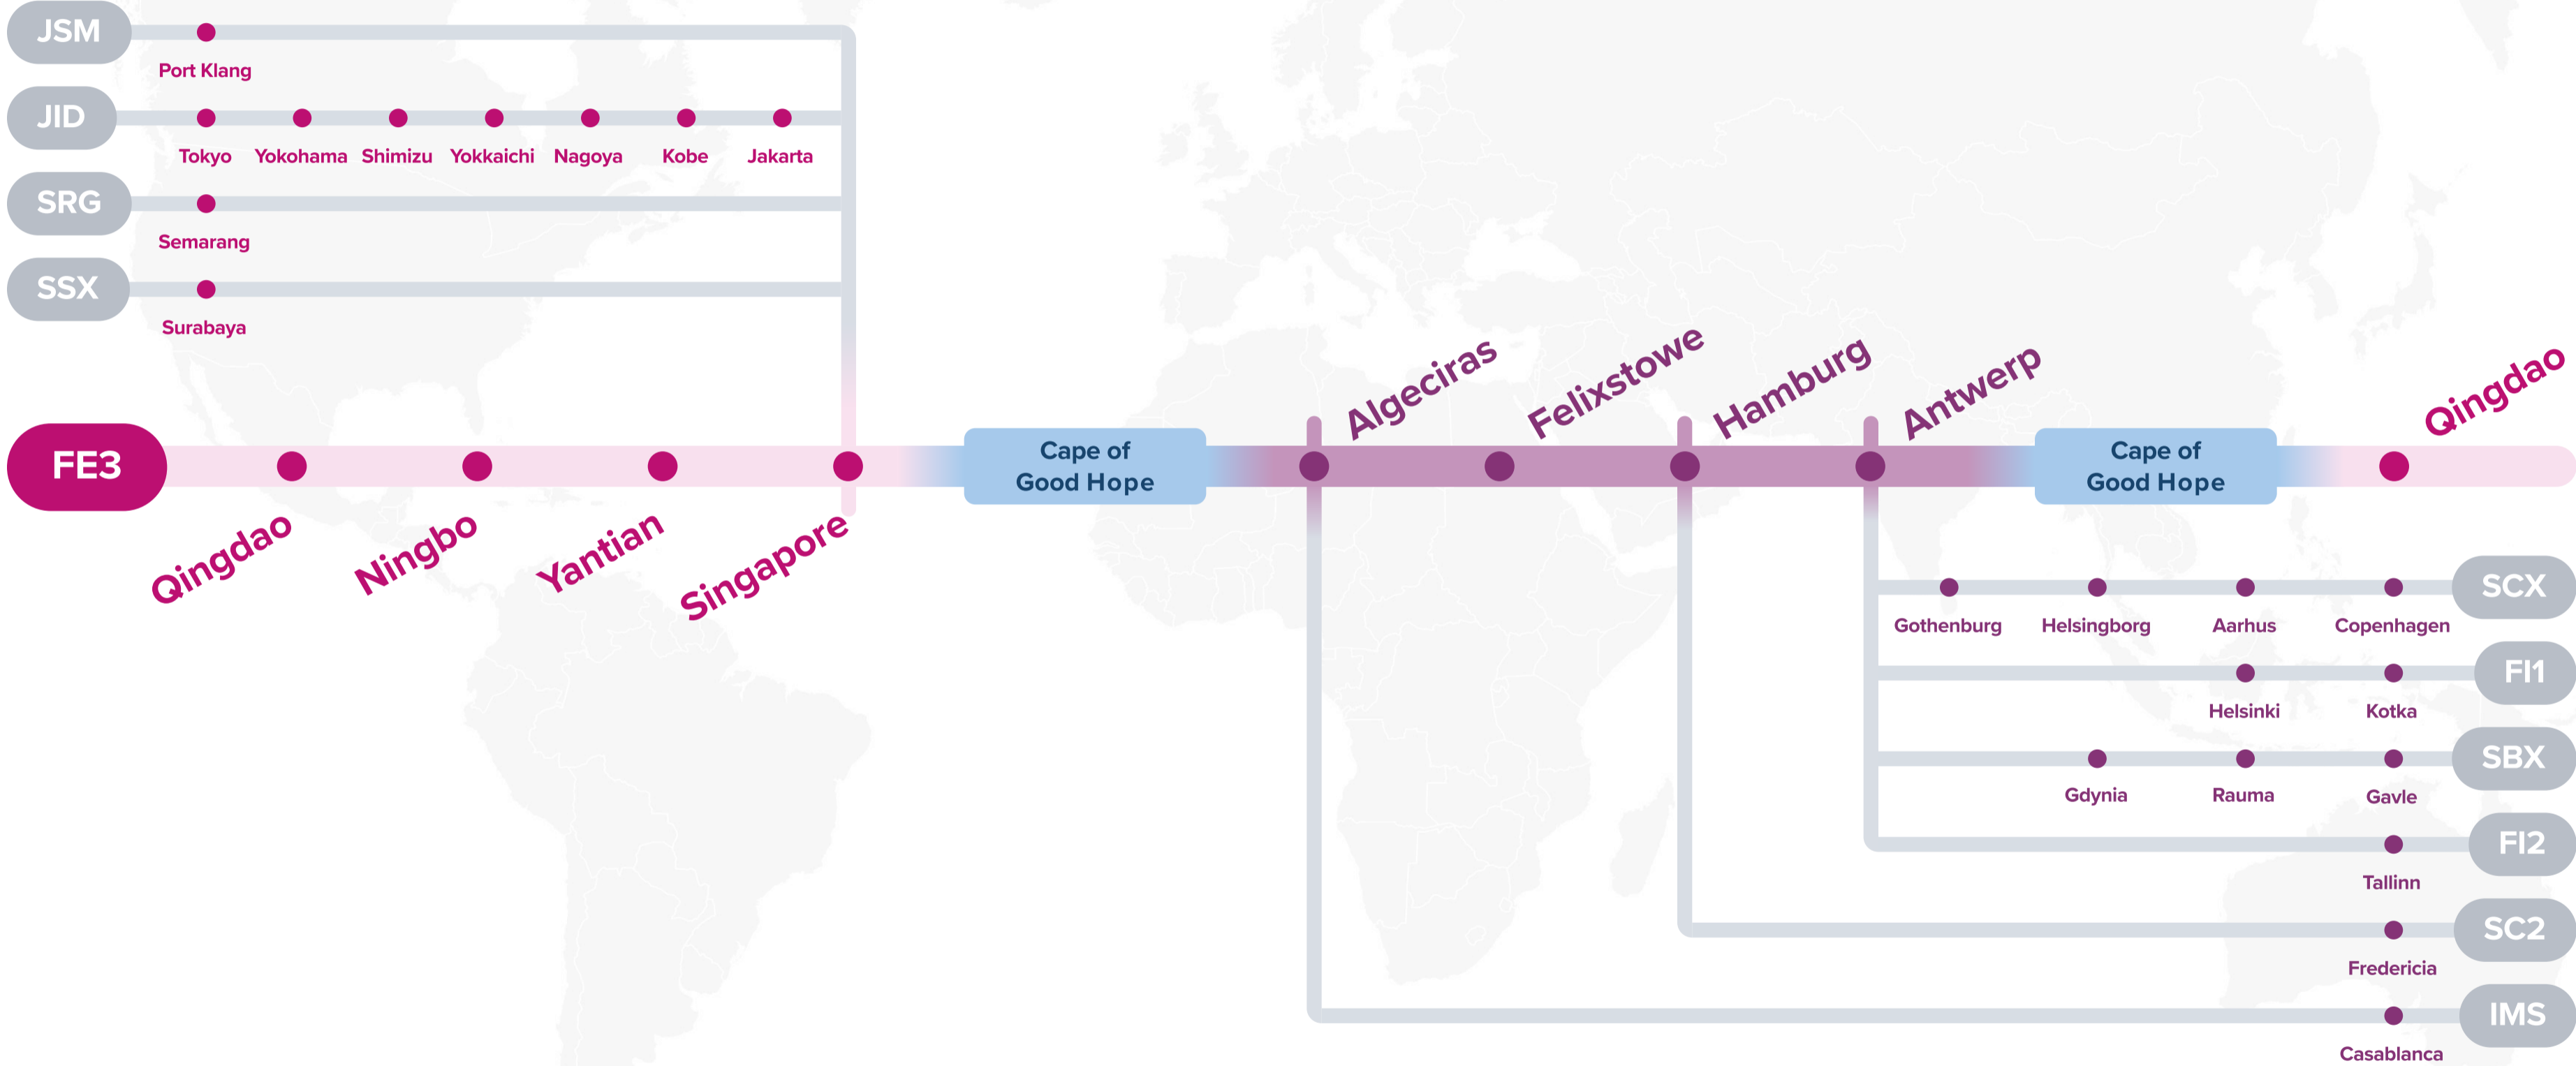 JSM
Port Klang
JID
Tokyo Yokohama Shimizu Yokkaichi Nagoya Kobe Jakarta
SRG
Semarang
SSX
Surabaya
Algeciras Felixstowe Hamburg Antwerp Qingdao
FE3
Cape of
Good Hope
Cape of
Good Hope
Qingdao Ningbo Yantian Singapore
SCX
Gothenburg Helsingborg Aarhus Copenhagen
FI1
Helsinki Kotka
SBX
Gdynia Rauma Gavle
FI2
Tallinn
SC2
Fredericia
IMS
Casablanca